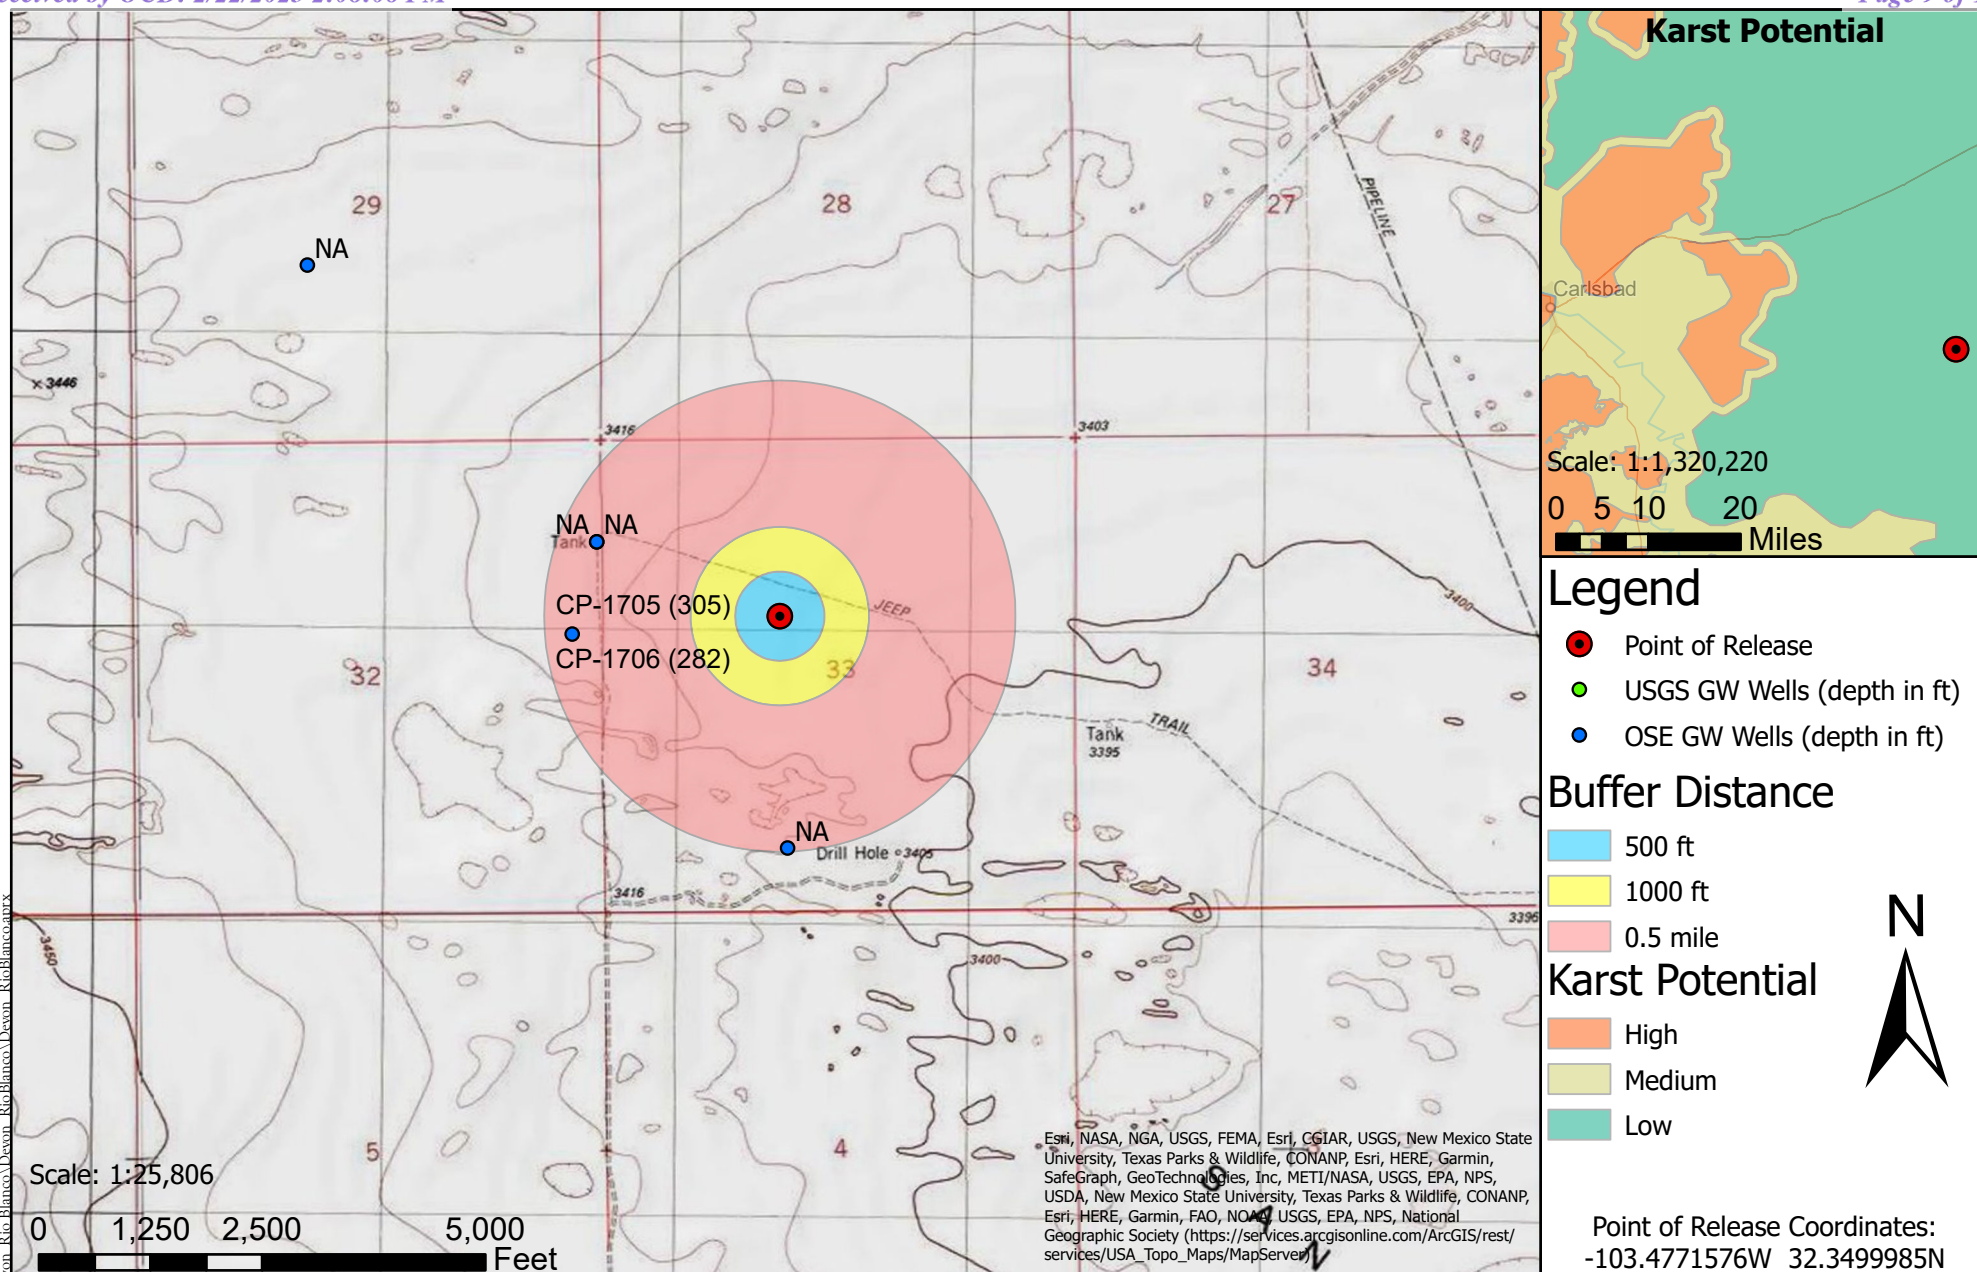 Karst Potential
29
28
27
PIPELINE
NA
Carlsbad
3446
3416
3403
Scale: 1:1,320,220
0 5 10 20
Miles
NA NA
Tank
CP-1705 (305)
JEEP
3400
CP-1706 (282)
32
33
34
TRAIL
Tank
3395
NA
Drill Hole 3405
3416
3396
3450
3400
Legend
Point of Release
USGS GW Wells (depth in ft)
OSE GW Wells (depth in ft)
Buffer Distance
500 ft
1000 ft
0.5 mile
Karst Potential
High
Medium
Low
N
5
4
Scale: 1:25,806
0 1,250 2,500 5,000
Feet
S
A
N
Esri, NASA, NGA, USGS, FEMA, Esri, CGIAR, USGS, New Mexico State
University, Texas Parks & Wildlife, CONANP, Esri, HERE, Garmin,
SafeGraph, GeoTechnologies, Inc, METI/NASA, USGS, EPA, NPS,
USDA, New Mexico State University, Texas Parks & Wildlife, CONANP,
Esri, HERE, Garmin, FAO, NOAA, USGS, EPA, NPS, National
Geographic Society (https://services.arcgisonline.com/ArcGIS/rest/
services/USA_Topo_Maps/MapServer)
Point of Release Coordinates:
-103.4771576W 32.3499985N